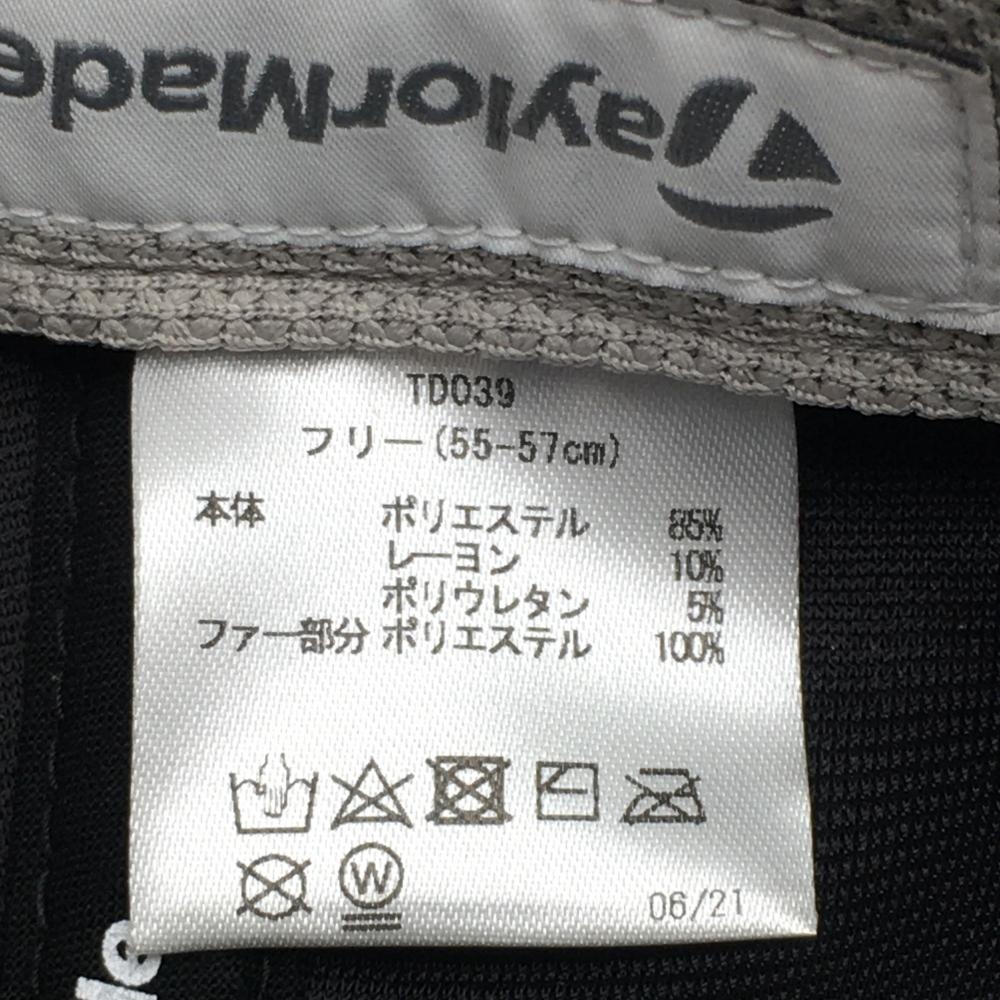 TaylorMade
TD039
フリー(55-57cm)
本体 ポリエステル 85%
レーヨン 10%
ポリウレタン 5%
ファー部分 ポリエステル 100%
W
06/21